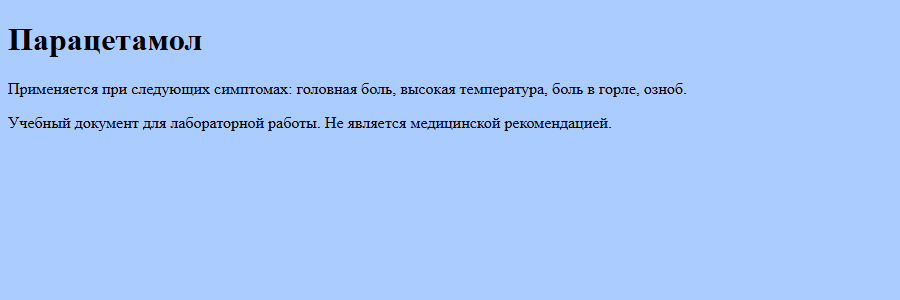 Парацетамол
Применяется при следующих симптомах: головная боль, высокая температура, боль в горле, озноб.
Учебный документ для лабораторной работы. Не является медицинской рекомендацией.